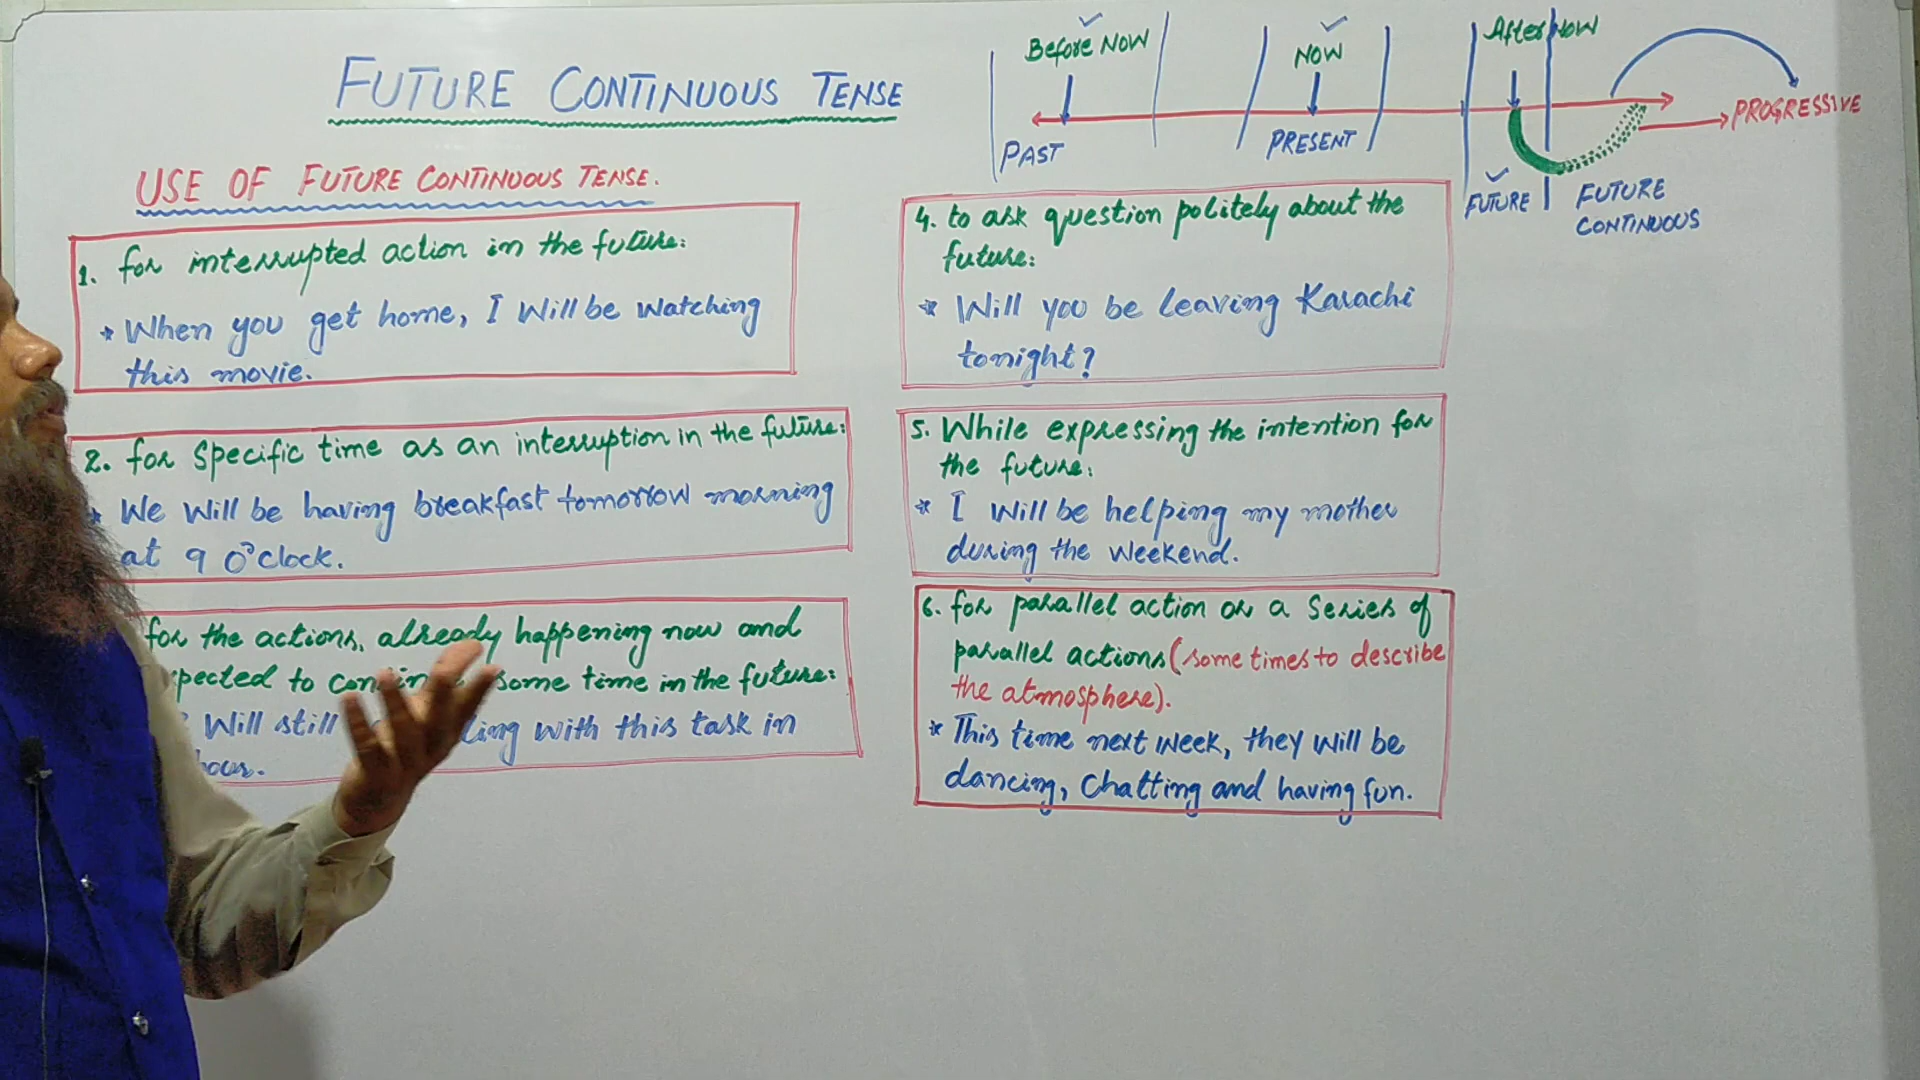 FUTURE CONTINUOUS TENSE
USE OF FUTURE CONTINUOUS TENSE.
1. for interrupted action in the future:
* When you get home, I Will be watching
this movie.
2. for specific time as an interruption in the future:
* We will be having breakfast tomorrow morning
at 9 O'clock.
for the actions, already happening now and
to some time in the future:
Will still with this task in
Before NOW
NOW
After NOW
PROGRESSIVE
PAST
PRESENT
FUTURE
FUTURE
CONTINUOUS
4. to ask question politely about the
future:
* Will you be leaving Karachi
tonight?
5. While expressing the intention for
the future:
* I will be helping my mother
during the weekend.
6. for parallel action or a series of
parallel actions (some times to describe
the atmosphere).
* This time next week, they will be
dancing, Chatting and having fun.